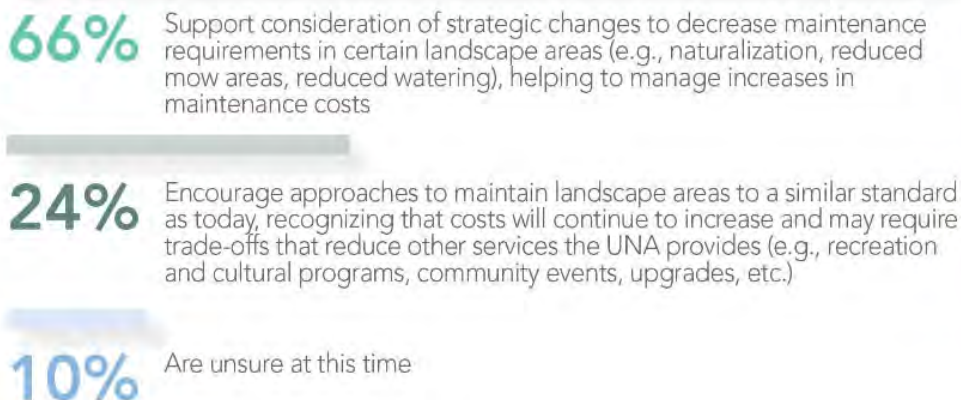 66% Support consideration of strategic changes to decrease maintenance
requirements in certain landscape areas (e.g., naturalization, reduced
mow areas, reduced watering), helping to manage increases in
maintenance costs
24% Encourage approaches to maintain landscape areas to a similar standard
as today, recognizing that costs will continue to increase and may require
trade-offs that reduce other services the UNA provides (e.g., recreation
and cultural programs, community events, upgrades, etc.)
10% Are unsure at this time